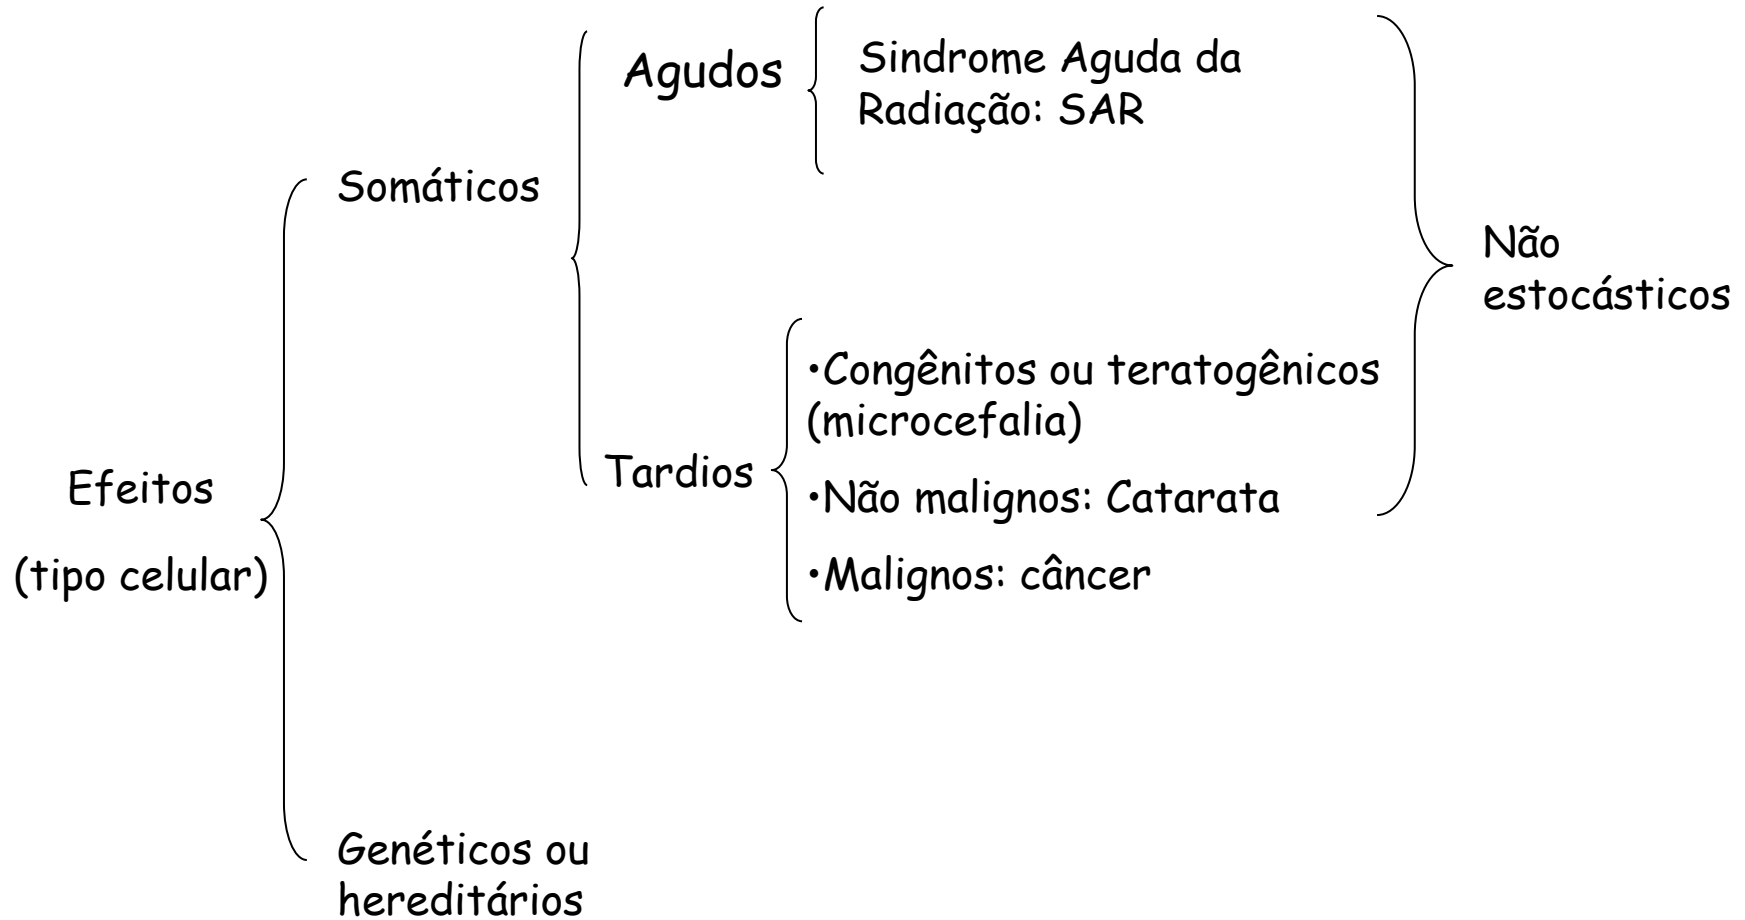 Agudos
Sindrome Aguda da
Radiação: SAR
Somáticos
Não
estocásticos
•Congênitos ou teratogênicos
(microcefalia)
Tardios
•Não malignos: Catarata
•Malignos: câncer
Efeitos
(tipo celular)
Genéticos ou
hereditários